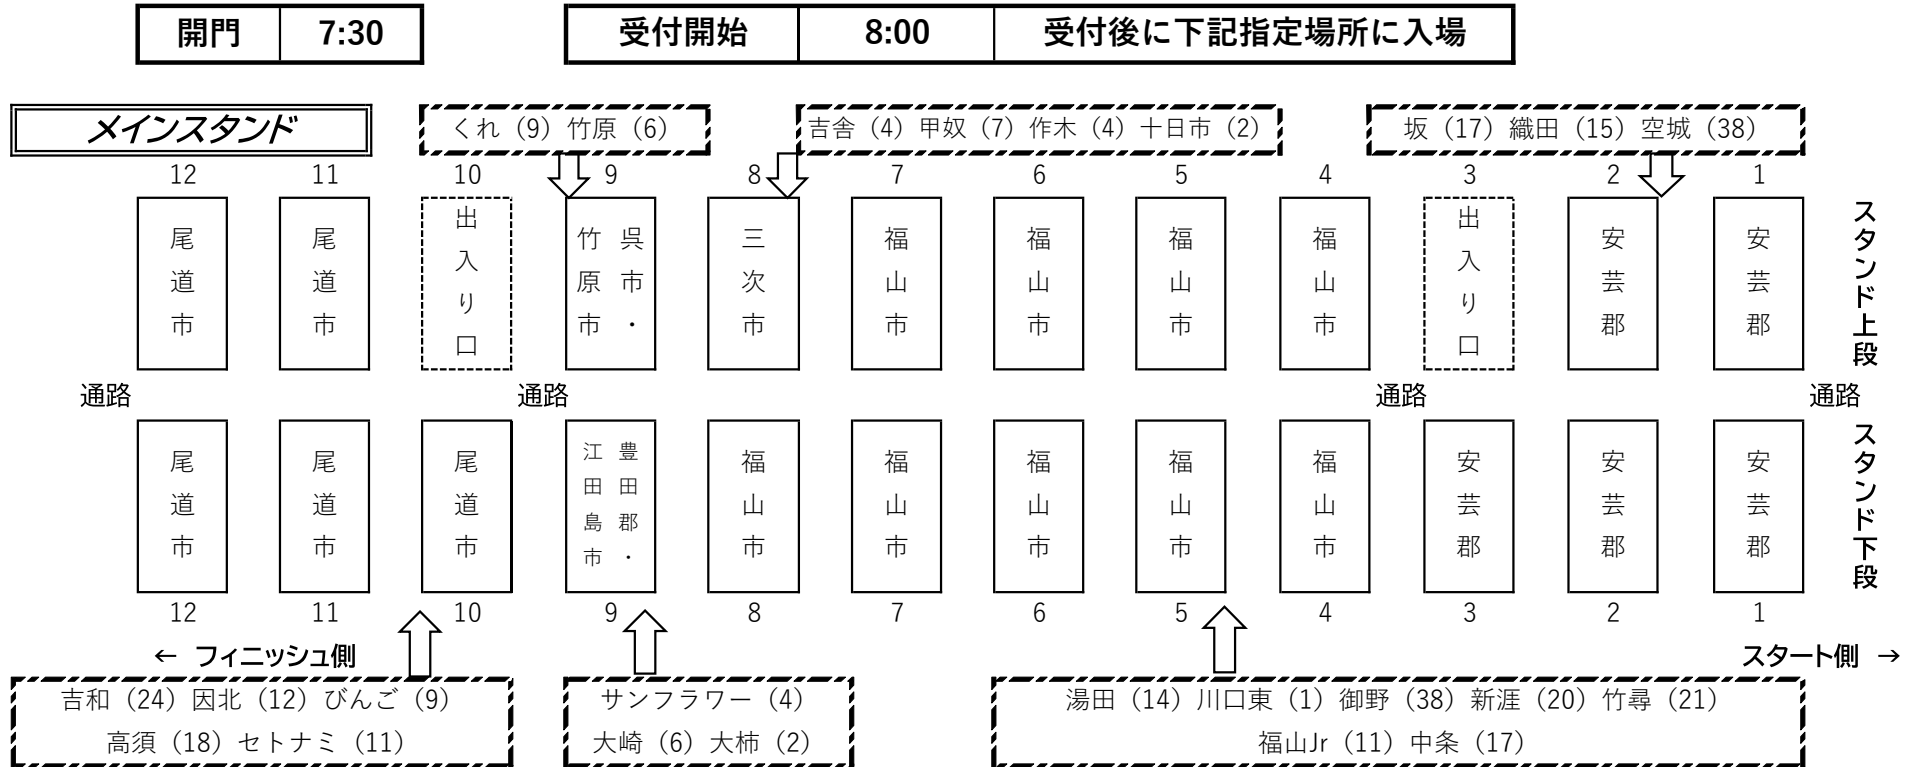 開門 7:30 受付開始 8:00 受付後に下記指定場所に入場
メインスタンド
くれ（9）竹原（6）
吉舎（4）甲奴（7）作木（4）十日市（2）
坂（17）織田（15）空城（38）
12 11 10 9 8 7 6 5 4 3 2 1
尾道市
尾道市
出入り口
呉市・
竹原市
三次市
福山市
福山市
福山市
福山市
出入り口
安芸郡
安芸郡
スタンド上段
通路 通路 通路 通路
尾道市
尾道市
尾道市
豊田郡・
江田島市
福山市
福山市
福山市
福山市
福山市
安芸郡
安芸郡
安芸郡
スタンド下段
12 11 10 9 8 7 6 5 4 3 2 1
← フィニッシュ側
スタート側 →
吉和（24）因北（12）びんご（9）
高須（18）セトナミ（11）
サンフラワー（4）
大崎（6）大柿（2）
湯田（14）川口東（1）御野（38）新涯（20）竹尋（21）
福山Jr（11）中条（17）